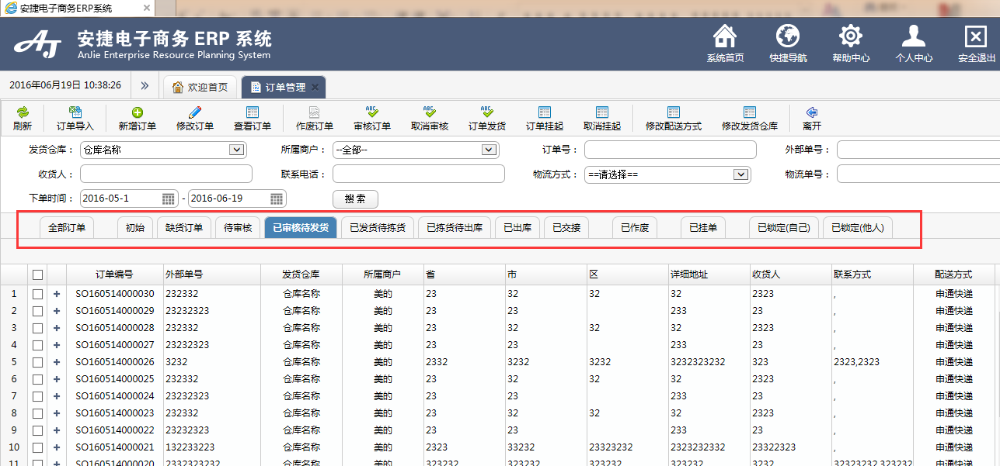 安捷电子商务ERP系统
安捷电子商务 ERP 系统
AnJie Enterprise Resource Planning System
系统首页 快捷导航 帮助中心 个人中心 安全退出
2016年06月19日 10:38:26 » 欢迎首页 订单管理
刷新 订单导入 新增订单 修改订单 查看订单 作废订单 审核订单 取消审核 订单发货 订单挂起 取消挂起 修改配送方式 修改发货仓库 离开
发货仓库： 仓库名称 所属商户： --全部-- 订单号： 外部单号：
收货人： 联系电话： 物流方式： ==请选择== 物流单号：
下单时间： 2016-05-1 - 2016-06-19 搜 索
全部订单 初始 缺货订单 待审核 已审核待发货 已发货待拣货 已拣货待出库 已出库 已交接 已作废 已挂单 已锁定(自己) 已锁定(他人)
订单编号 外部单号 发货仓库 所属商户 省 市 区 详细地址 收货人 联系方式 配送方式
1 + SO160514000030 232332 仓库名称 美的 23 32 32 32 2323 , 申通快递
2 + SO160514000029 23232323 仓库名称 美的 23 23 233 23 , 申通快递
3 + SO160514000028 232332 仓库名称 美的 23 32 32 32 2323 , 申通快递
4 + SO160514000027 23232323 仓库名称 美的 23 23 233 23 , 申通快递
5 + SO160514000026 3232 仓库名称 美的 2332 3232 3232 3232323232 323 2323,2323 申通快递
6 + SO160514000025 232332 仓库名称 美的 23 32 32 32 2323 , 申通快递
7 + SO160514000024 23232323 仓库名称 美的 23 23 233 23 , 申通快递
8 + SO160514000023 232332 仓库名称 美的 23 32 32 32 2323 , 申通快递
9 + SO160514000022 23232323 仓库名称 美的 23 23 233 23 , 申通快递
10 + SO160514000021 132233223 仓库名称 美的 2323 33232 23323232 2323232332 23322323 , 申通快递
11 + SO160514000020 2332323232 仓库名称 美的 323232 323232 323232 323232 3232 32323232,323232 申通快递